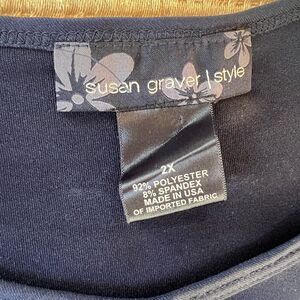 susan graver | style
2X
92% POLYESTER
8% SPANDEX
MADE IN USA
OF IMPORTED FABRIC